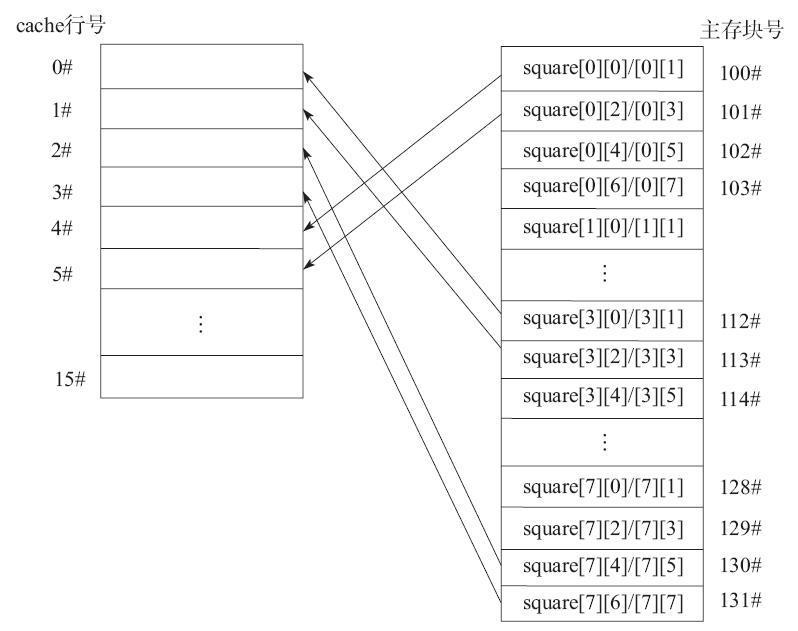 cache行号
0#
1#
2#
3#
4#
5#
⋮
15#
主存块号
square[0][0]/[0][1] 100#
square[0][2]/[0][3] 101#
square[0][4]/[0][5] 102#
square[0][6]/[0][7] 103#
square[1][0]/[1][1]
⋮
square[3][0]/[3][1] 112#
square[3][2]/[3][3] 113#
square[3][4]/[3][5] 114#
⋮
square[7][0]/[7][1] 128#
square[7][2]/[7][3] 129#
square[7][4]/[7][5] 130#
square[7][6]/[7][7] 131#